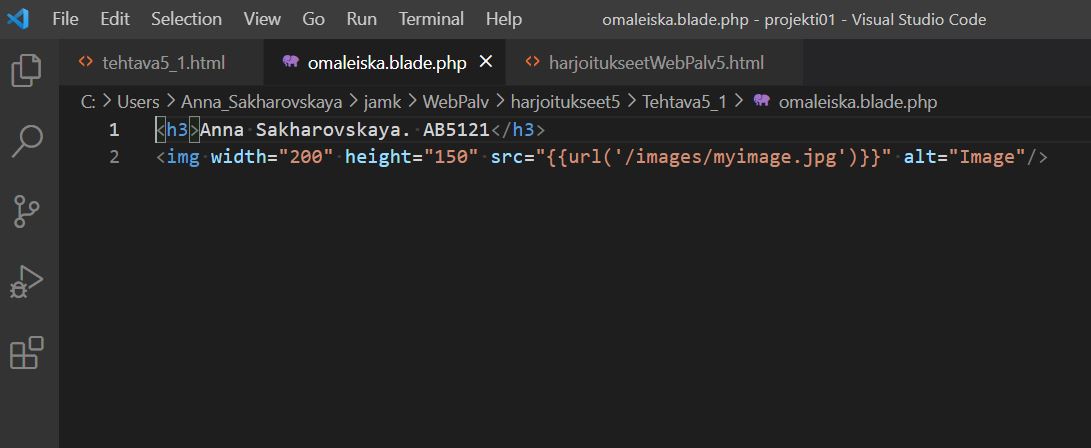 File Edit Selection View Go Run Terminal Help omaleiska.blade.php - projekti01 - Visual Studio Code
tehtava5_1.html omaleiska.blade.php harjoitukseetWebPalv5.html
C: > Users > Anna_Sakharovskaya > jamk > WebPalv > harjoitukseet5 > Tehtava5_1 > omaleiska.blade.php
1 <h3>Anna Sakharovskaya. AB5121</h3>
2 <img width="200" height="150" src="{{url('/images/myimage.jpg')}}" alt="Image"/>